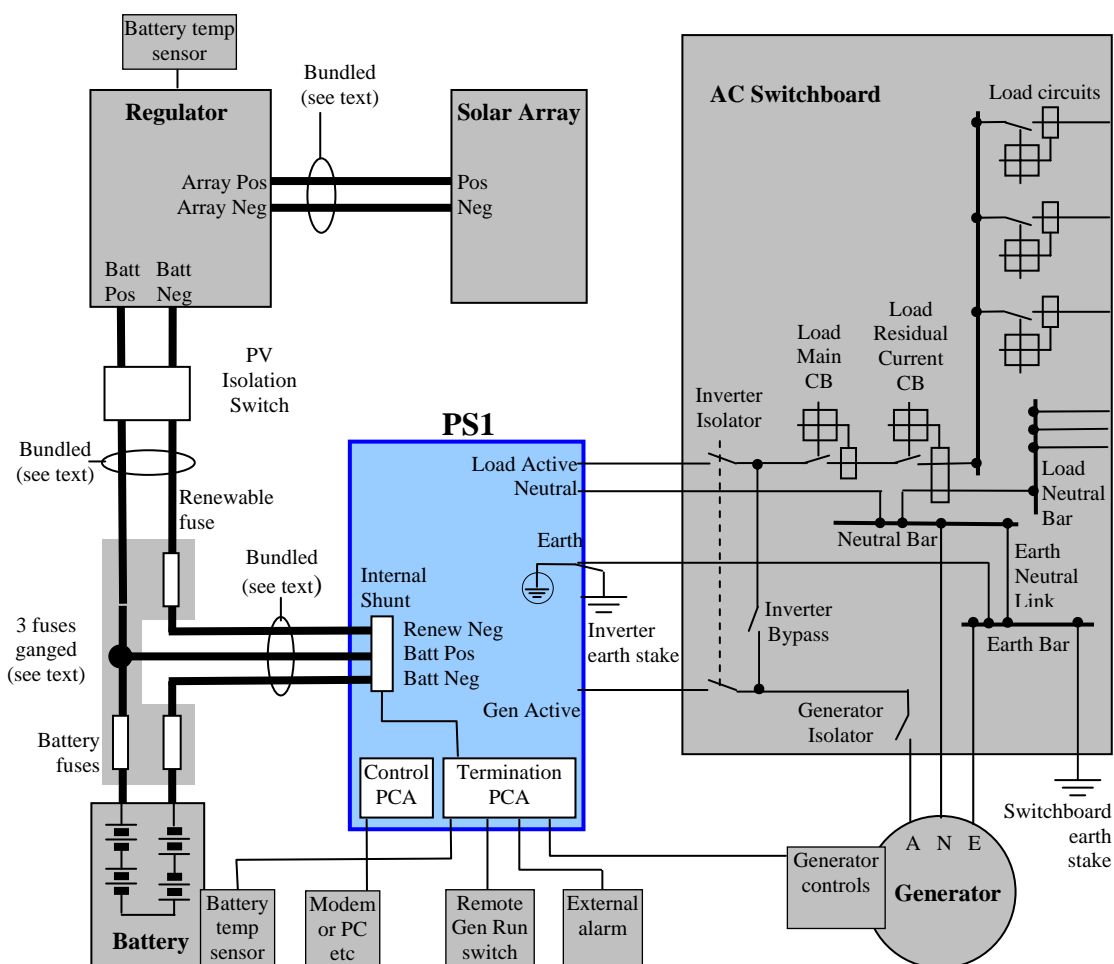 Battery temp
sensor
Regulator
Bundled
(see text)
Solar Array
Array Pos
Array Neg
Pos
Neg
Batt
Pos
Batt
Neg
PV
Isolation
Switch
Bundled
(see text)
Renewable
fuse
3 fuses
ganged
(see text)
Bundled
(see text)
Battery
fuses
Battery
PS1
Load Active
Neutral
Earth
Internal
Shunt
Renew Neg
Batt Pos
Batt Neg
Gen Active
Inverter
earth stake
Control
PCA
Termination
PCA
Battery
temp
sensor
Modem
or PC
etc
Remote
Gen Run
switch
External
alarm
AC Switchboard
Load circuits
Load
Main
CB
Load
Residual
Current
CB
Inverter
Isolator
Load
Neutral
Bar
Neutral Bar
Earth
Neutral
Link
Inverter
Bypass
Earth Bar
Generator
Isolator
Switchboard
earth
stake
A N E
Generator
controls
Generator